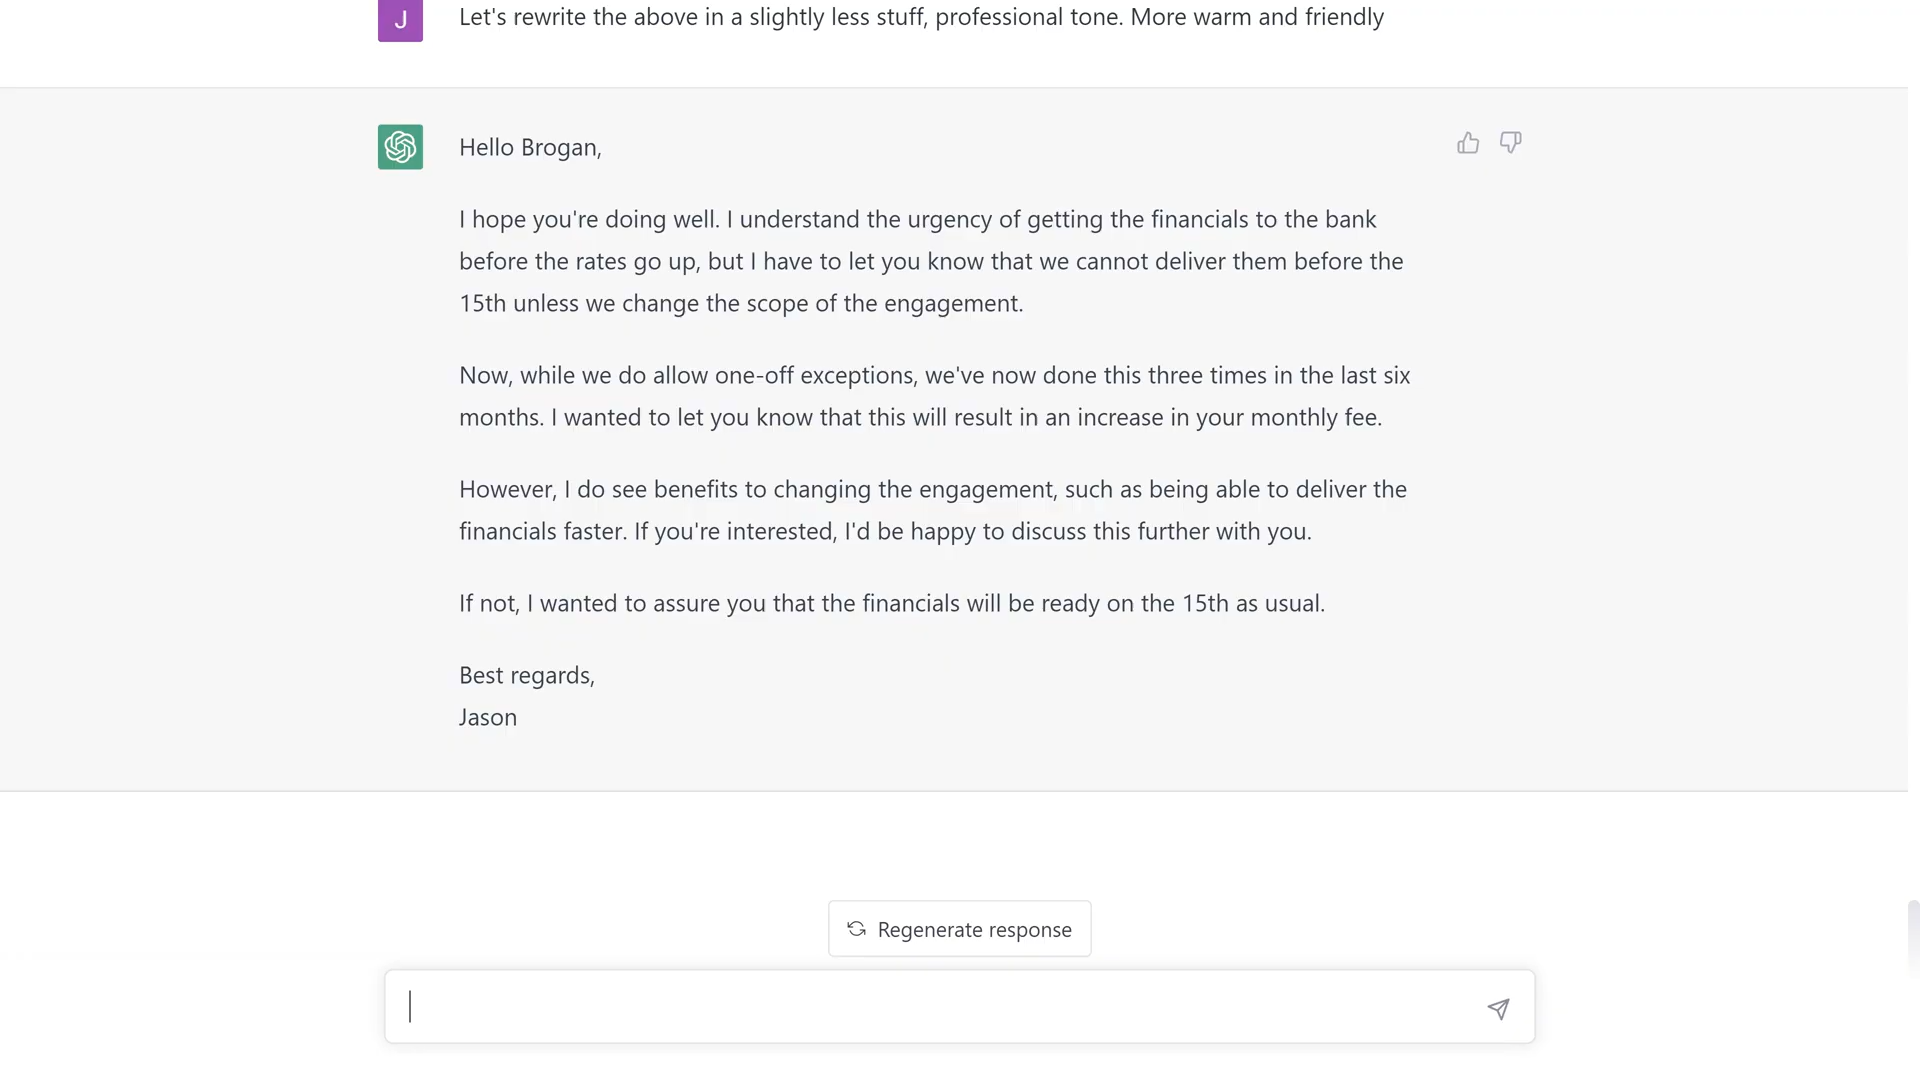 J
Let's rewrite the above in a slightly less stuff, professional tone. More warm and friendly
Hello Brogan,
I hope you're doing well. I understand the urgency of getting the financials to the bank
before the rates go up, but I have to let you know that we cannot deliver them before the
15th unless we change the scope of the engagement.
Now, while we do allow one-off exceptions, we've now done this three times in the last six
months. I wanted to let you know that this will result in an increase in your monthly fee.
However, I do see benefits to changing the engagement, such as being able to deliver the
financials faster. If you're interested, I'd be happy to discuss this further with you.
If not, I wanted to assure you that the financials will be ready on the 15th as usual.
Best regards,
Jason
Regenerate response